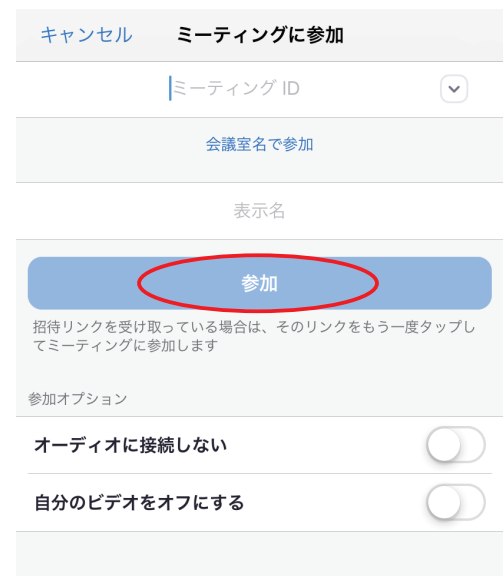 キャンセル ミーティングに参加
ミーティング ID
会議室名で参加
表示名
参加
招待リンクを受け取っている場合は、そのリンクをもう一度タップし
てミーティングに参加します
参加オプション
オーディオに接続しない
自分のビデオをオフにする